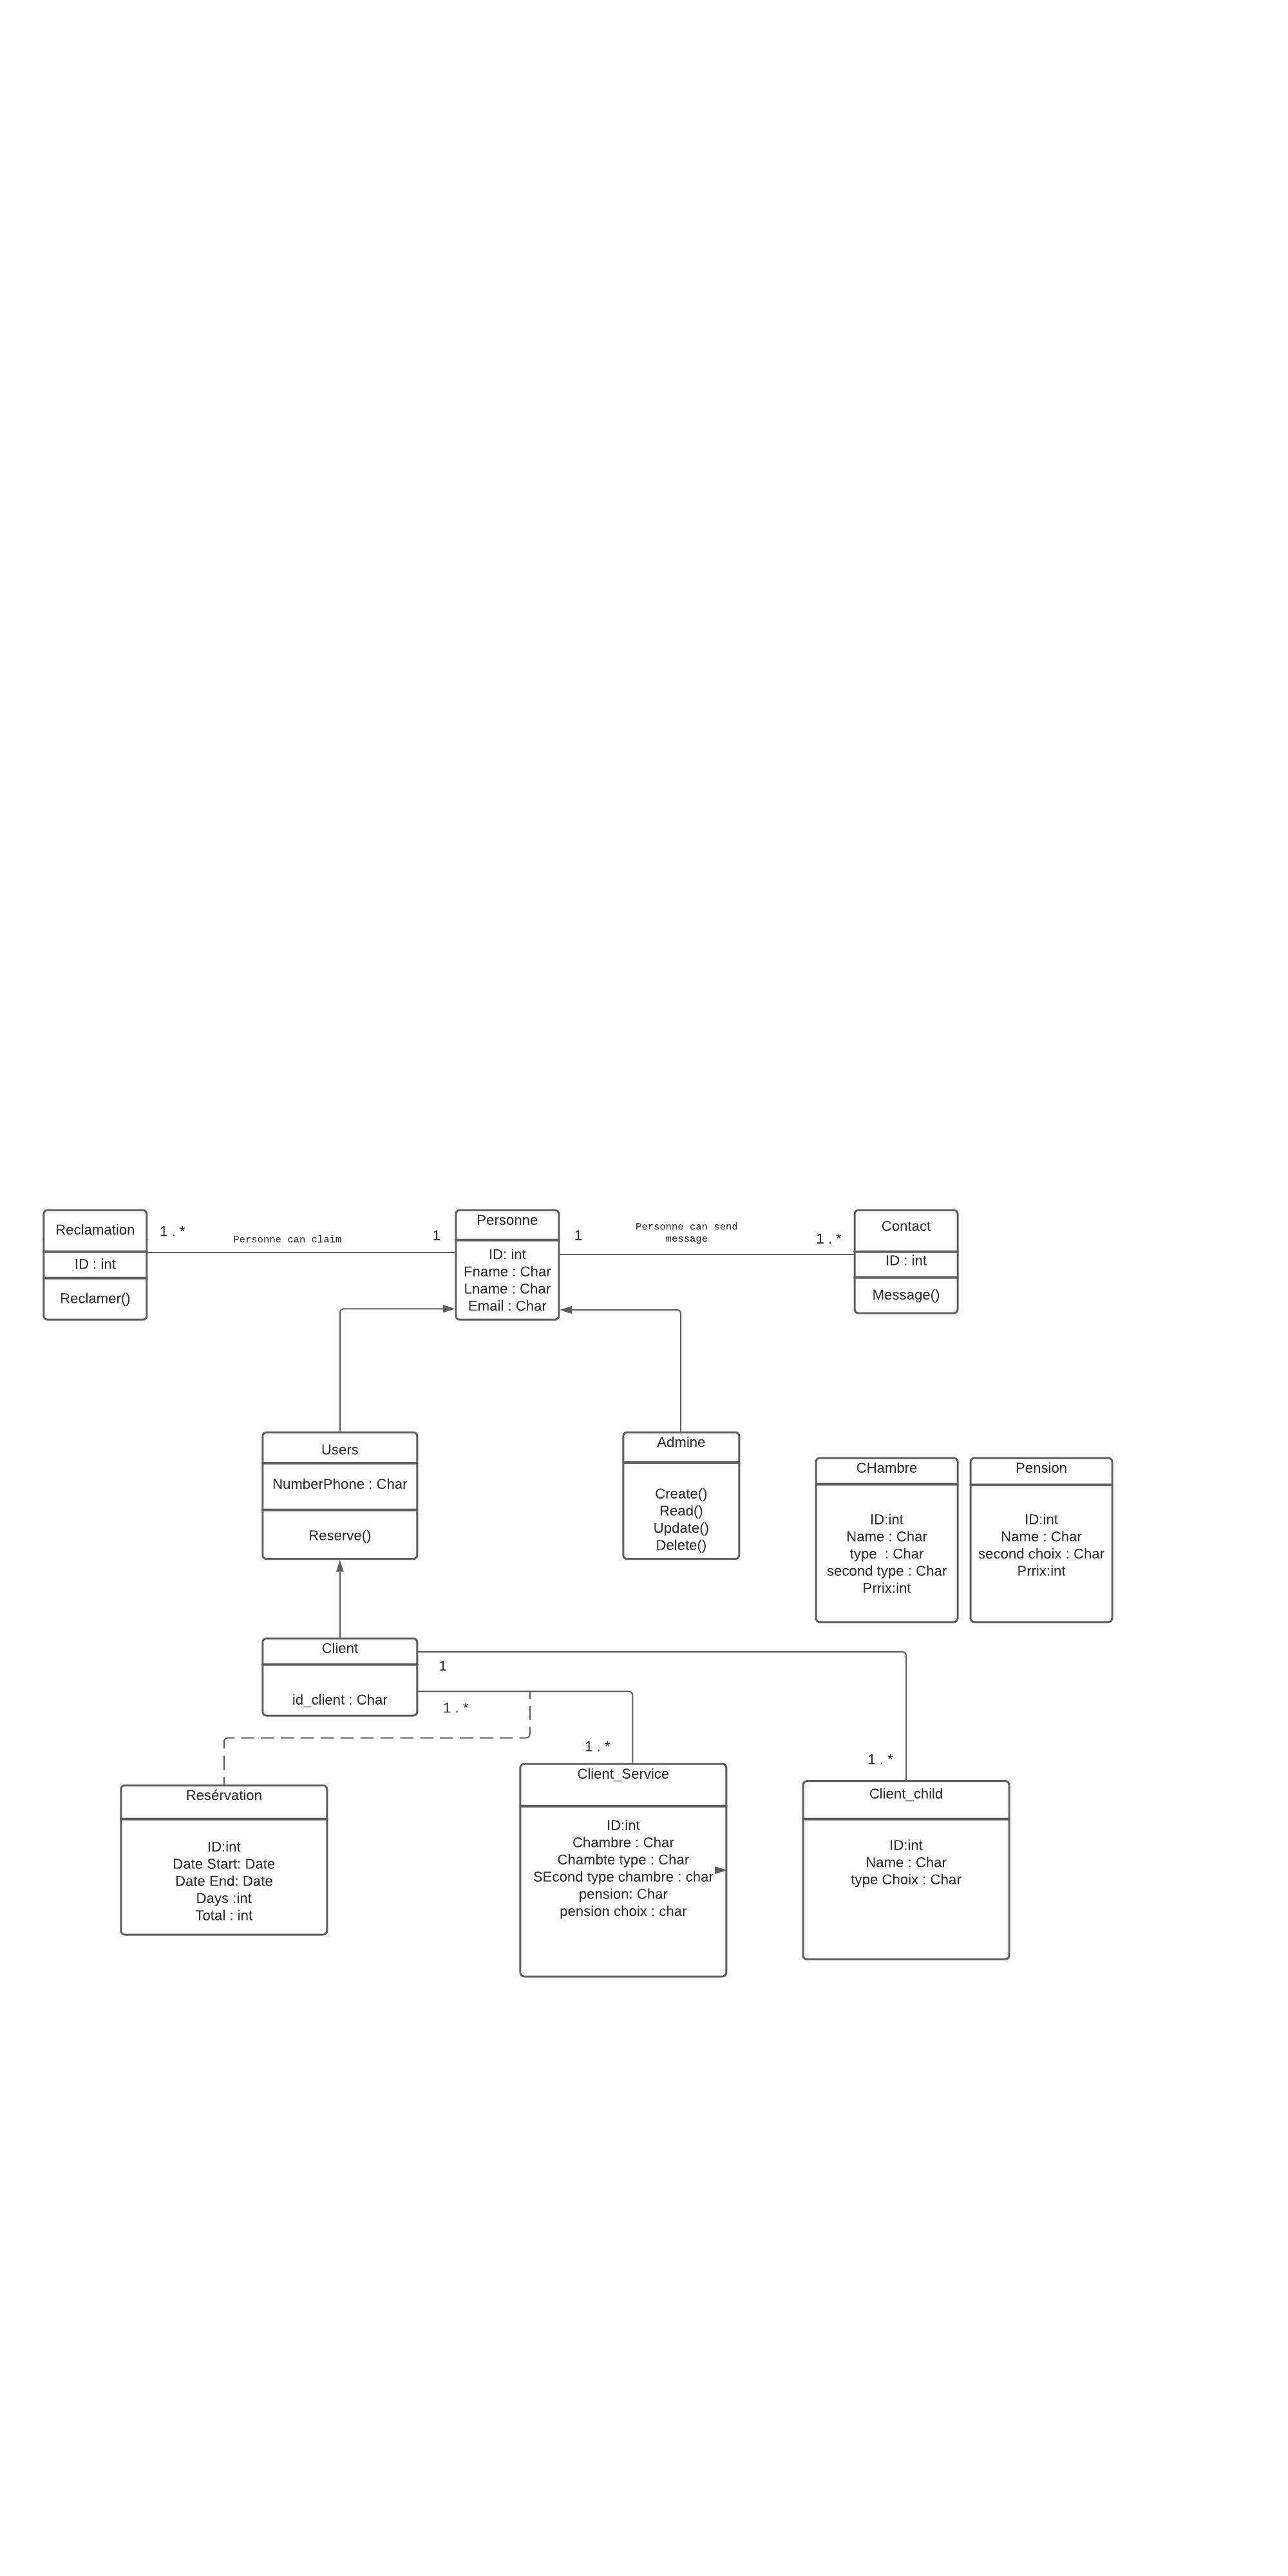 Reclamation
ID : int
Reclamer()
1 . *
Personne can claim
1
Personne
ID: int
Fname : Char
Lname : Char
Email : Char
1
Personne can send
message
1 . *
Contact
ID : int
Message()
Users
NumberPhone : Char
Reserve()
Admine
Create()
Read()
Update()
Delete()
CHambre
ID:int
Name : Char
type  : Char
second type : Char
Prrix:int
Pension
ID:int
Name : Char
second choix : Char
Prrix:int
Client
id_client : Char
1
1 . *
1 . *
1 . *
Resérvation
ID:int
Date Start: Date
Date End: Date
Days :int
Total : int
Client_Service
ID:int
Chambre : Char
Chambte type : Char
SEcond type chambre : char
pension: Char
pension choix : char
Client_child
ID:int
Name : Char
type Choix : Char